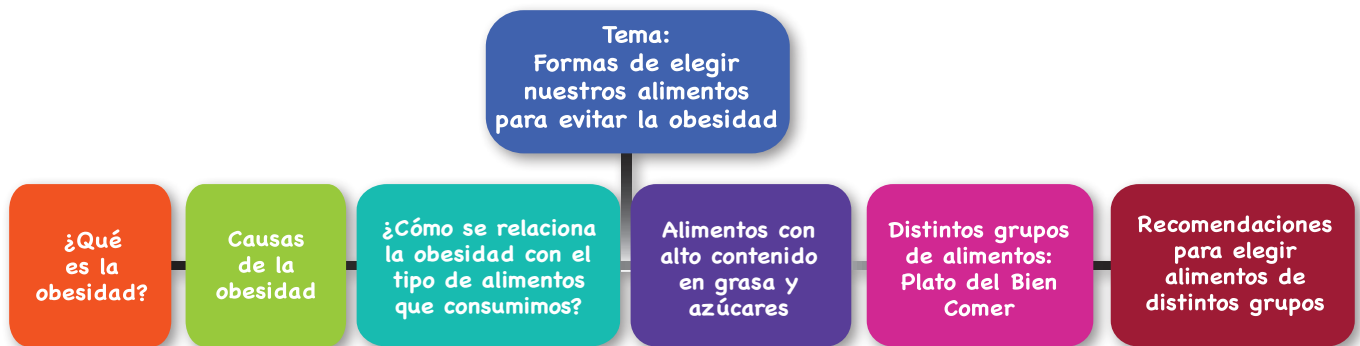 Tema:
Formas de elegir
nuestros alimentos
para evitar la obesidad
¿Qué
es la
obesidad?
Causas
de la
obesidad
¿Cómo se relaciona
la obesidad con el
tipo de alimentos
que consumimos?
Alimentos con
alto contenido
en grasa y
azúcares
Distintos grupos
de alimentos:
Plato del Bien
Comer
Recomendaciones
para elegir
alimentos de
distintos grupos